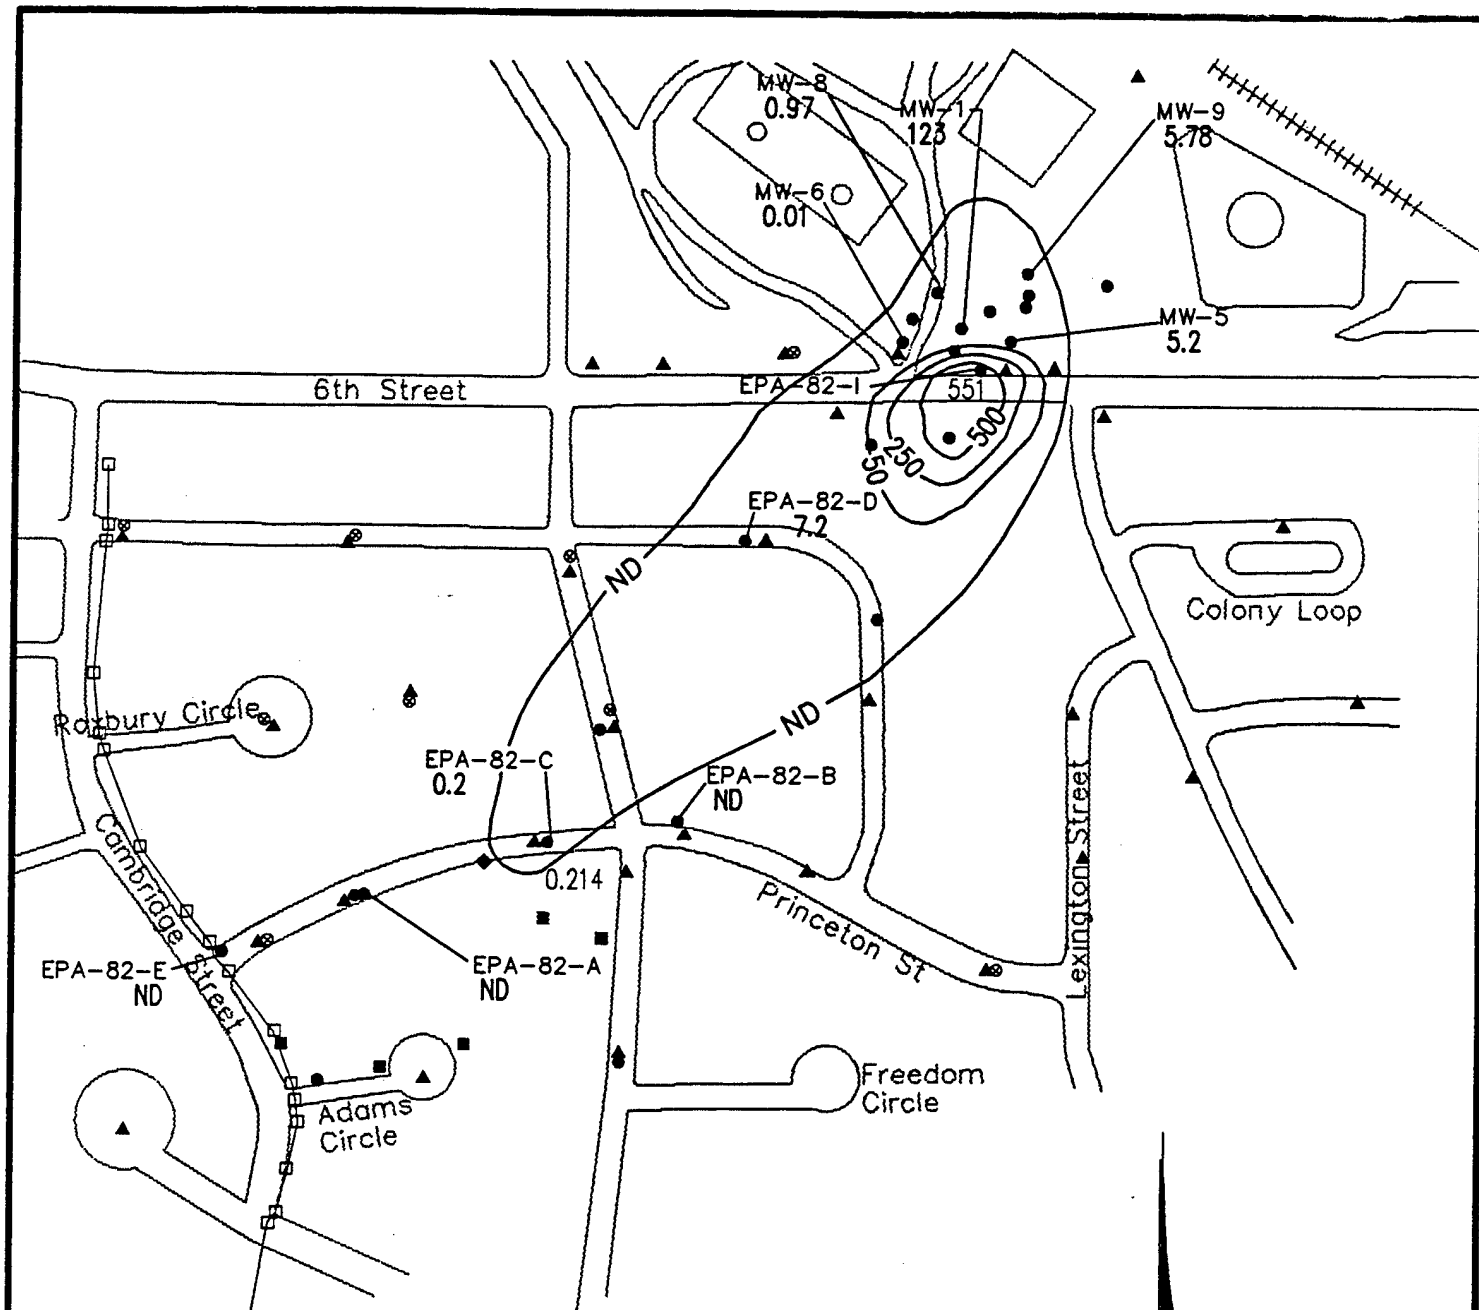 MW-8
0.97
MW-1
123
MW-9
5.78
MW-6
0.01
MW-5
5.2
6th Street
EPA-82-I
551
500
250
50
EPA-82-D
7.2
ND
Colony Loop
Roxbury Circle
ND
EPA-82-C
0.2
EPA-82-B
ND
Cambridge Street
0.214
Princeton St
Lexington Street
EPA-82-E
ND
EPA-82-A
ND
Freedom
Circle
Adams
Circle